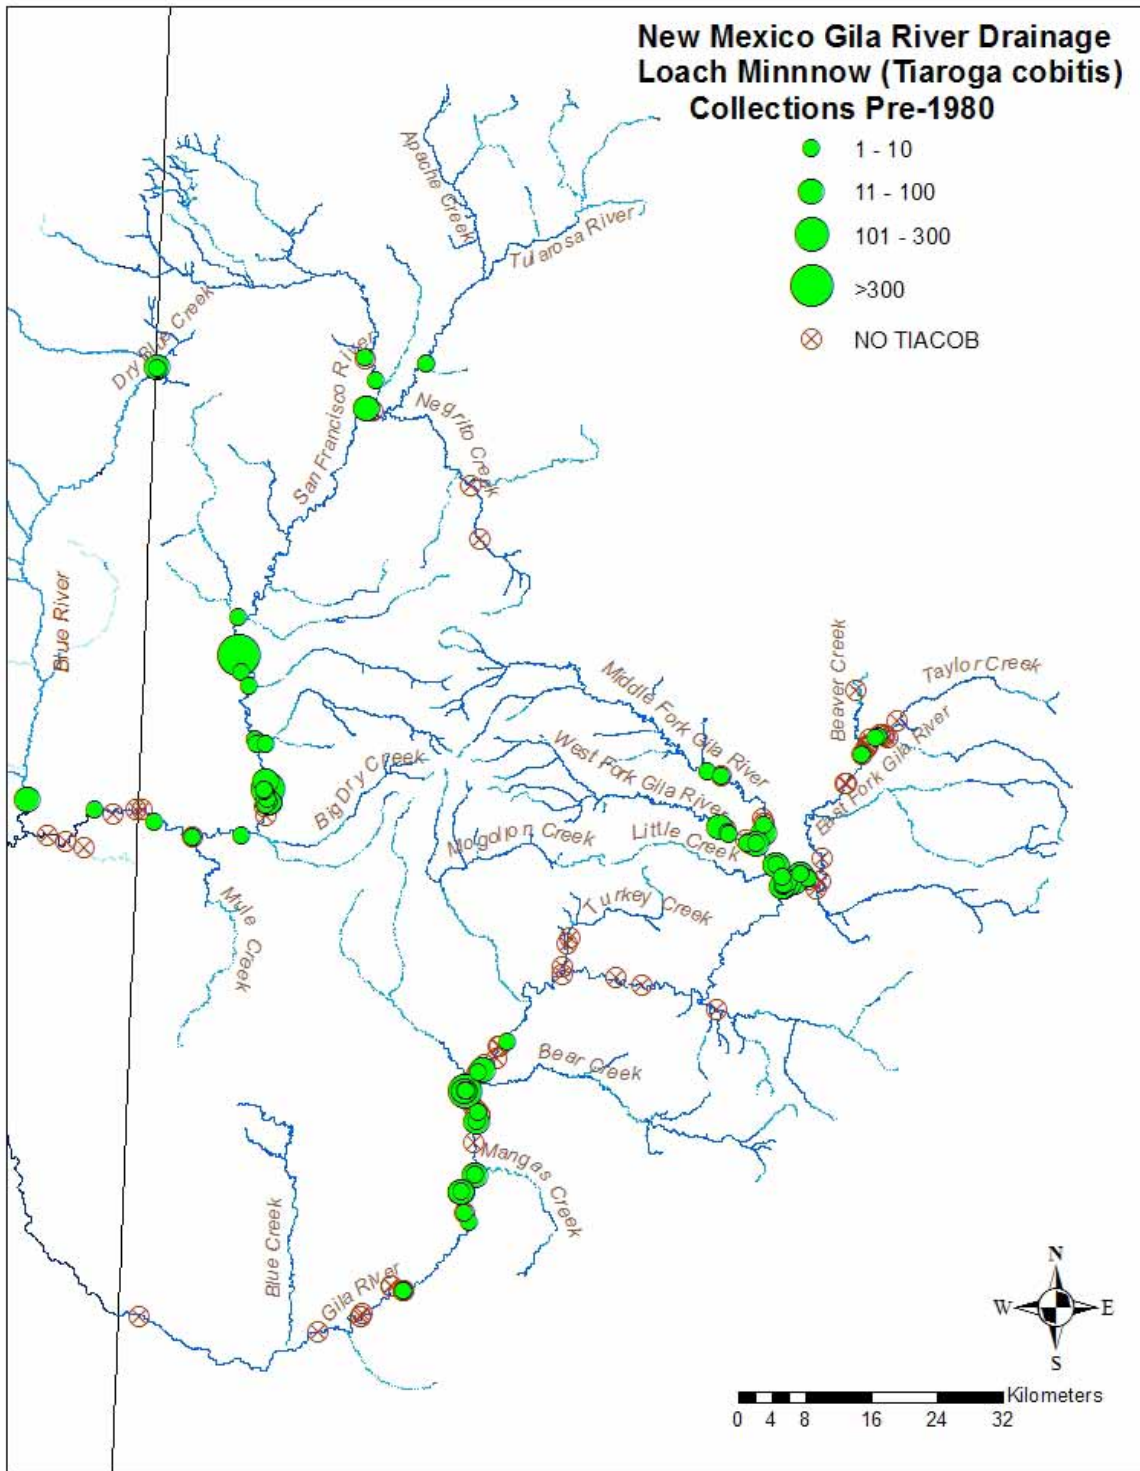 New Mexico Gila River Drainage
Loach Minnnow (Tiaroga cobitis)
Collections Pre-1980
1 - 10
11 - 100
101 - 300
>300
NO TIACOB
Apache Creek
Tularosa River
Dry Blue Creek
San Francisco River
Negrito Creek
Blue River
Middle Fork Gila River
Beaver Creek
Taylor Creek
West Fork Gila River
East Fork Gila River
Big Dry Creek
Mogollon Creek
Little Creek
Turkey Creek
Mule Creek
Bear Creek
Mangas Creek
Blue Creek
Gila River
N
W E
S
Kilometers
0 4 8 16 24 32